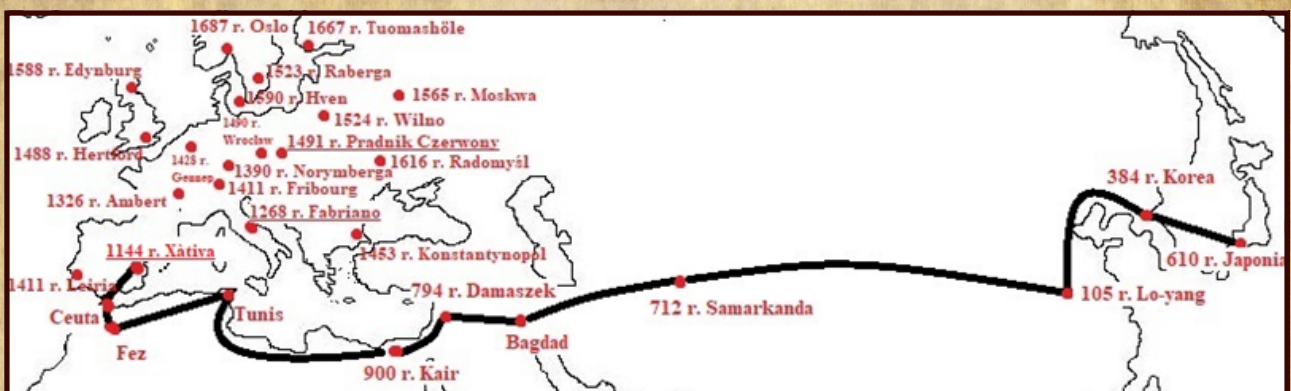 1687 r. Oslo
1667 r. Tuomashöle
1588 r. Edynburg
1523 r. Raberga
1590 r. Hven
1565 r. Moskwa
1524 r. Wilno
1490 r.
Wrocław
1491 r. Pradnik Czerwony
1488 r. Hertford
1428 r.
Gennep
1616 r. Radomyśl
1390 r. Norymberga
1411 r. Fribourg
1326 r. Ambert
1268 r. Fabriano
384 r. Korea
1144 r. Xàtiva
1453 r. Konstantynopol
610 r. Japonia
1411 r. Leiria
794 r. Damaszek
105 r. Lo-yang
712 r. Samarkanda
Ceuta
Tunis
Bagdad
Fez
900 r. Kair